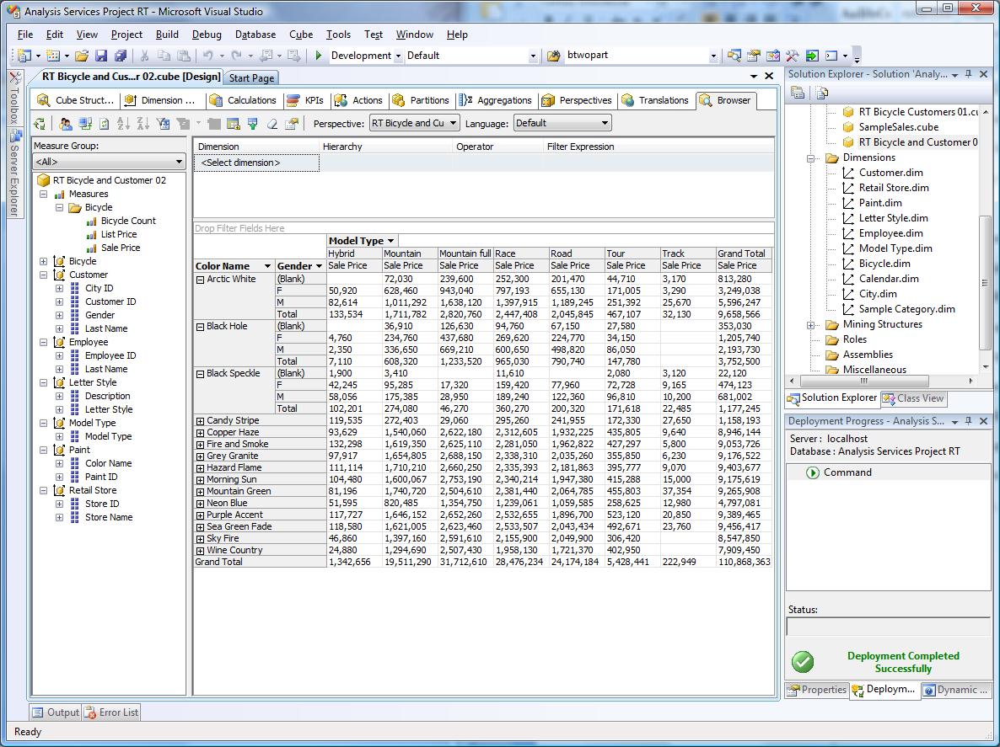 Analysis Services Project RT - Microsoft Visual Studio
File Edit View Project Build Debug Database Cube Tools Test Window Help
Development Default btwopart
Toolbox
Server Explorer
RT Bicycle and Cus...r 02.cube [Design] Start Page
Cube Struct... Dimension ... Calculations KPIs Actions Partitions Aggregations Perspectives Translations Browser
Perspective: RT Bicycle and Cu Language: Default
Measure Group:
<All>
RT Bicycle and Customer 02
Measures
Bicycle
Bicycle Count
List Price
Sale Price
Bicycle
Customer
City ID
Customer ID
Gender
Last Name
Employee
Employee ID
Last Name
Letter Style
Description
Letter Style
Model Type
Model Type
Paint
Color Name
Paint ID
Retail Store
Store ID
Store Name
Dimension Hierarchy Operator Filter Expression
<Select dimension>
Drop Filter Fields Here
Model Type
Hybrid Mountain Mountain full Race Road Tour Track Grand Total
Color Name Gender Sale Price Sale Price Sale Price Sale Price Sale Price Sale Price Sale Price Sale Price
Arctic White (Blank) 72,030 239,600 252,300 201,470 44,710 3,170 813,280
F 50,920 628,460 943,040 797,193 655,130 171,005 3,290 3,249,038
M 82,614 1,011,292 1,638,120 1,397,915 1,189,245 251,392 25,670 5,596,247
Total 133,534 1,711,782 2,820,760 2,447,408 2,045,845 467,107 32,130 9,658,566
Black Hole (Blank) 36,910 126,630 94,760 67,150 27,580 353,030
F 4,760 234,760 437,680 269,620 224,770 34,150 1,205,740
M 2,350 336,650 669,210 600,650 498,820 86,050 2,193,730
Total 7,110 608,320 1,233,520 965,030 790,740 147,780 3,752,500
Black Speckle (Blank) 1,900 3,410 11,610 2,080 3,120 22,120
F 42,245 95,285 17,320 159,420 77,960 72,728 9,165 474,123
M 58,056 175,385 28,950 189,240 122,360 96,810 10,200 681,002
Total 102,201 274,080 46,270 360,270 200,320 171,618 22,485 1,177,245
Candy Stripe 119,535 272,403 29,060 295,260 241,955 172,330 27,650 1,158,193
Copper Haze 93,629 1,540,060 2,622,180 2,312,605 1,932,225 435,805 9,640 8,946,144
Fire and Smoke 132,298 1,619,350 2,625,110 2,281,050 1,962,822 427,297 5,800 9,053,726
Grey Granite 97,917 1,654,805 2,688,150 2,338,310 2,035,260 355,850 6,230 9,176,522
Hazard Flame 111,114 1,710,210 2,660,250 2,335,393 2,181,863 395,777 9,070 9,403,677
Morning Sun 104,480 1,600,067 2,753,190 2,340,214 1,947,380 415,288 15,000 9,175,619
Mountain Green 81,196 1,740,720 2,504,610 2,381,440 2,064,785 455,803 37,354 9,265,908
Neon Blue 51,595 820,485 1,354,750 1,239,061 1,059,585 258,625 12,980 4,797,081
Purple Accent 117,727 1,646,152 2,652,260 2,532,655 1,896,700 523,120 20,850 9,389,465
Sea Green Fade 118,580 1,621,005 2,623,460 2,533,507 2,043,434 492,671 23,760 9,456,417
Sky Fire 46,860 1,397,160 2,591,610 2,155,900 2,049,900 306,420 8,547,850
Wine Country 24,880 1,294,690 2,507,430 1,958,130 1,721,370 402,950 7,909,450
Grand Total 1,342,656 19,511,290 31,712,610 28,476,234 24,174,184 5,428,441 222,949 110,868,363
Solution Explorer - Solution 'Analy...
RT Bicycle Customers 01.cu
SampleSales.cube
RT Bicycle and Customer 0
Dimensions
Customer.dim
Retail Store.dim
Paint.dim
Letter Style.dim
Employee.dim
Model Type.dim
Bicycle.dim
Calendar.dim
City.dim
Sample Category.dim
Mining Structures
Roles
Assemblies
Miscellaneous
Solution Explorer Class View
Deployment Progress - Analysis S...
Server : localhost
Database : Analysis Services Project RT
Command
Status:
Deployment Completed
Successfully
Properties Deploym... Dynamic ...
Output Error List
Ready